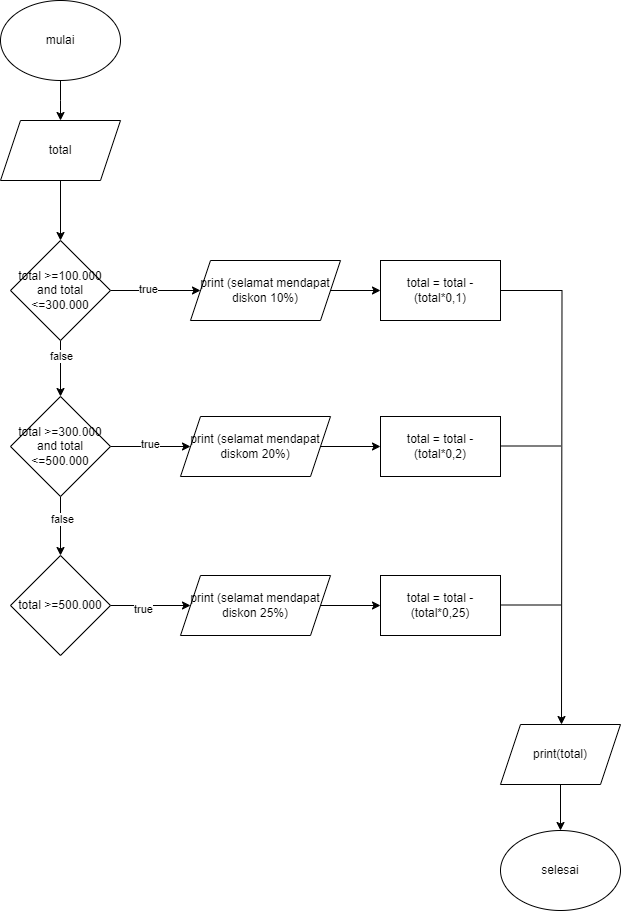 mulai
total
total >=100.000
and total
<=300.000
true
print (selamat mendapat
diskon 10%)
total = total -
(total*0,1)
false
total >=300.000
and total
<=500.000
true
print (selamat mendapat
diskom 20%)
total = total -
(total*0,2)
false
total >=500.000
true
print (selamat mendapat
diskon 25%)
total = total -
(total*0,25)
print(total)
selesai